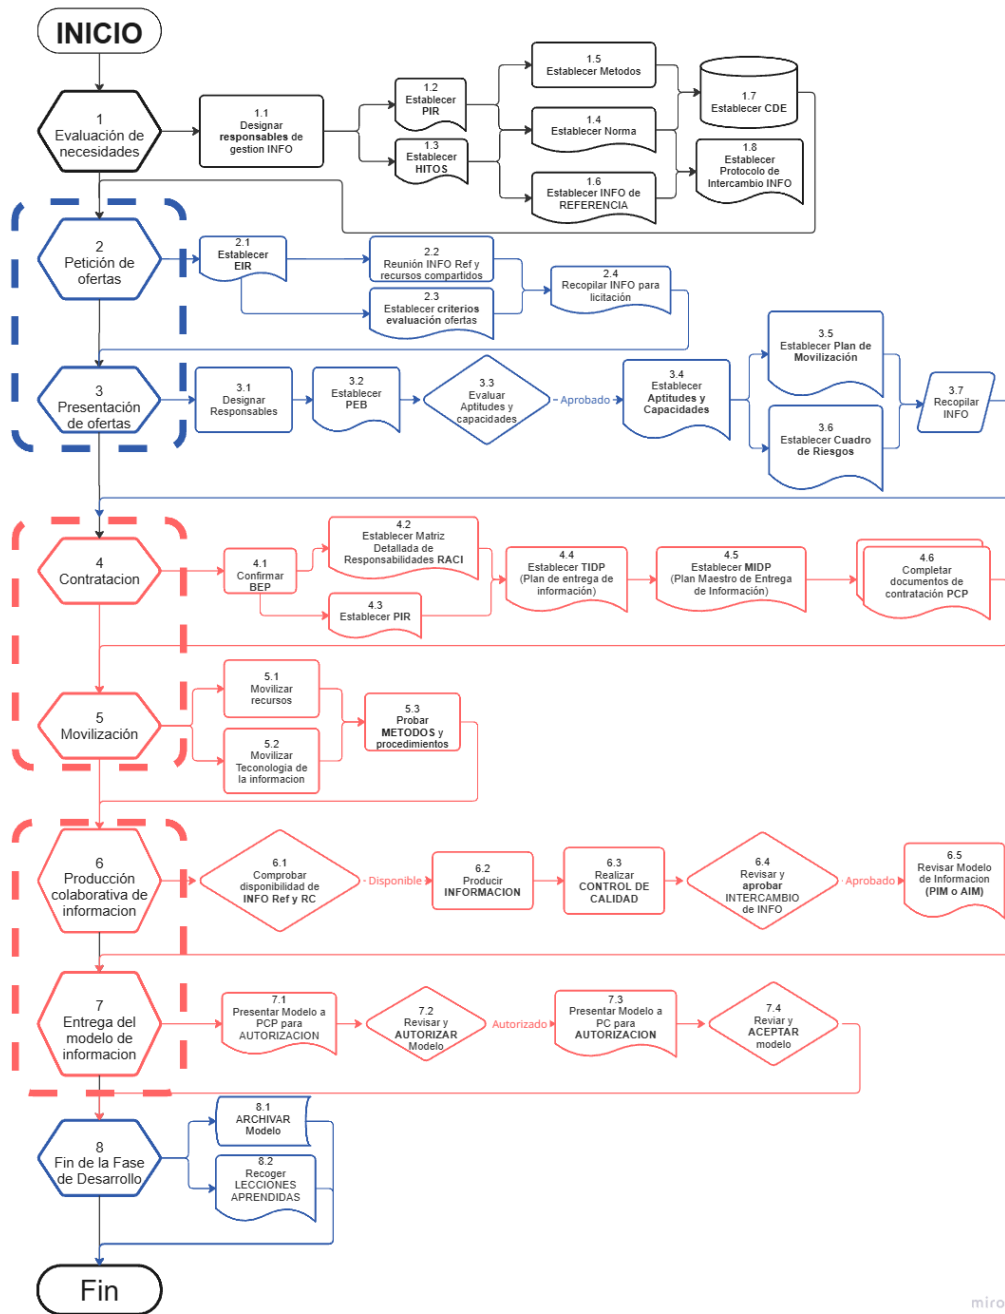 INICIO
1
Evaluación de
necesidades
1.1
Designar
responsables de
gestion INFO
1.2
Establecer
PIR
1.3
Establecer
HITOS
1.5
Establecer Metodos
1.4
Establecer Norma
1.6
Establecer INFO de
REFERENCIA
1.7
Establecer CDE
1.8
Establecer
Protocolo de
Intercambio INFO
2
Petición de
ofertas
2.1
Establecer
EIR
2.2
Reunión INFO Ref y
recursos compartidos
2.3
Establecer criterios
evaluación ofertas
2.4
Recopilar INFO para
licitación
3
Presentación
de ofertas
3.1
Designar
Responsables
3.2
Establecer
PEB
3.3
Evaluar
Aptitudes y
capacidades
Aprobado
3.4
Establecer
Aptitudes y
Capacidades
3.5
Establecer Plan de
Movilización
3.6
Establecer Cuadro
de Riesgos
3.7
Recopilar
INFO
4
Contratacion
4.1
Confirmar
BEP
4.2
Establecer Matriz
Detallada de
Responsabilidades RACI
4.3
Establecer PIR
4.4
Establecer TIDP
(Plan de entrega de
información)
4.5
Establecer MIDP
(Plan Maestro de Entrega
de Información)
4.6
Completar
documentos de
contratación PCP
5
Movilización
5.1
Movilizar
recursos
5.2
Movilizar
Teconologia de
la informacion
5.3
Probar
METODOS y
procedimientos
6
Producción
colaborativa de
informacion
6.1
Comprobar
disponibilidad de
INFO Ref y RC
Disponible
6.2
Producir
INFORMACION
6.3
Realizar
CONTROL DE
CALIDAD
6.4
Revisar y
aprobar
INTERCAMBIO
de INFO
Aprobado
6.5
Revisar Modelo
de Informacion
(PIM o AIM)
7
Entrega del
modelo de
informacion
7.1
Presentar Modelo a
PCP para
AUTORIZACION
7.2
Revisar y
AUTORIZAR
Modelo
Autorizado
7.3
Presentar Modelo a
PC para
AUTORIZACION
7.4
Reviar y
ACEPTAR
modelo
8
Fin de la Fase
de Desarrollo
8.1
ARCHIVAR
Modelo
8.2
Recoger
LECCIONES
APRENDIDAS
Fin
miro